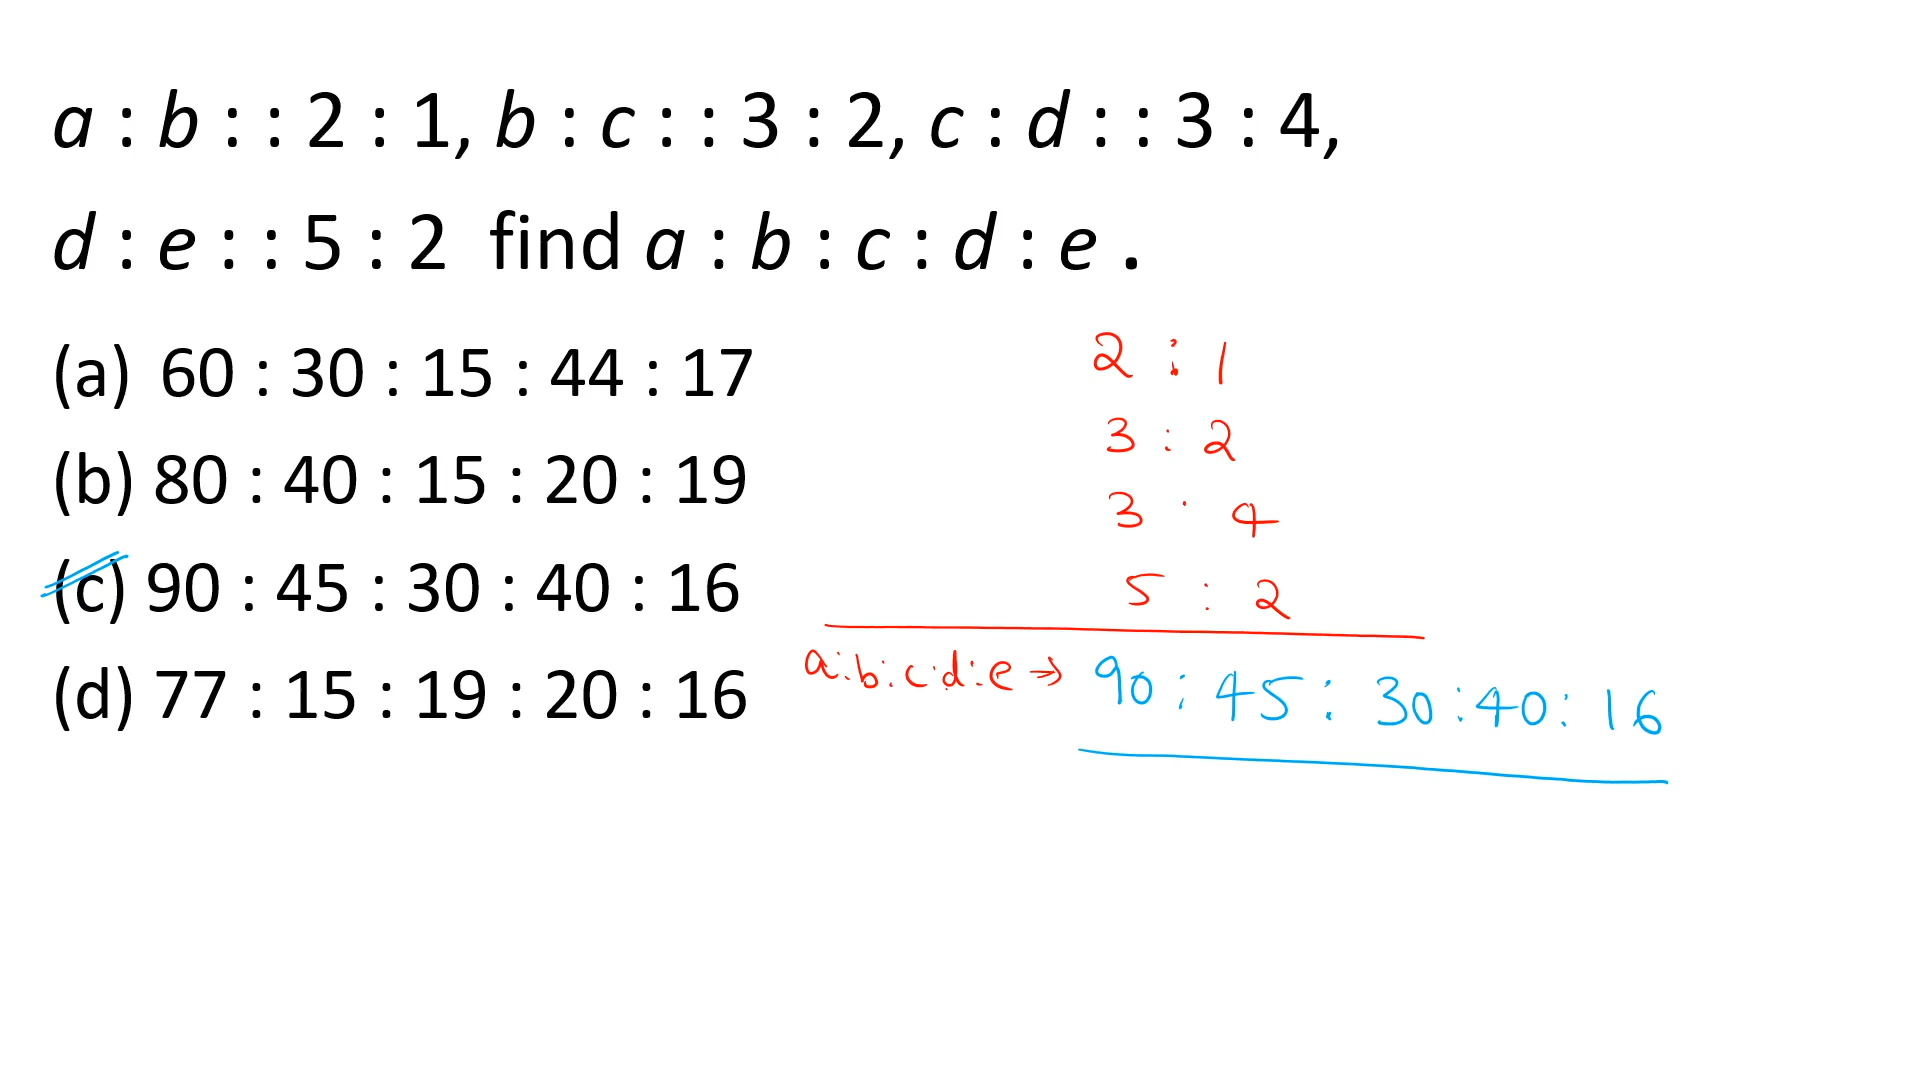 a : b : : 2 : 1, b : c : : 3 : 2, c : d : : 3 : 4,
d : e : : 5 : 2 find a : b : c : d : e .
(a) 60 : 30 : 15 : 44 : 17
(b) 80 : 40 : 15 : 20 : 19
(c) 90 : 45 : 30 : 40 : 16
(d) 77 : 15 : 19 : 20 : 16
2 : 1
3 : 2
3 · 4
5 : 2
a:b:c:d:e → 90 : 45 : 30 : 40 : 16